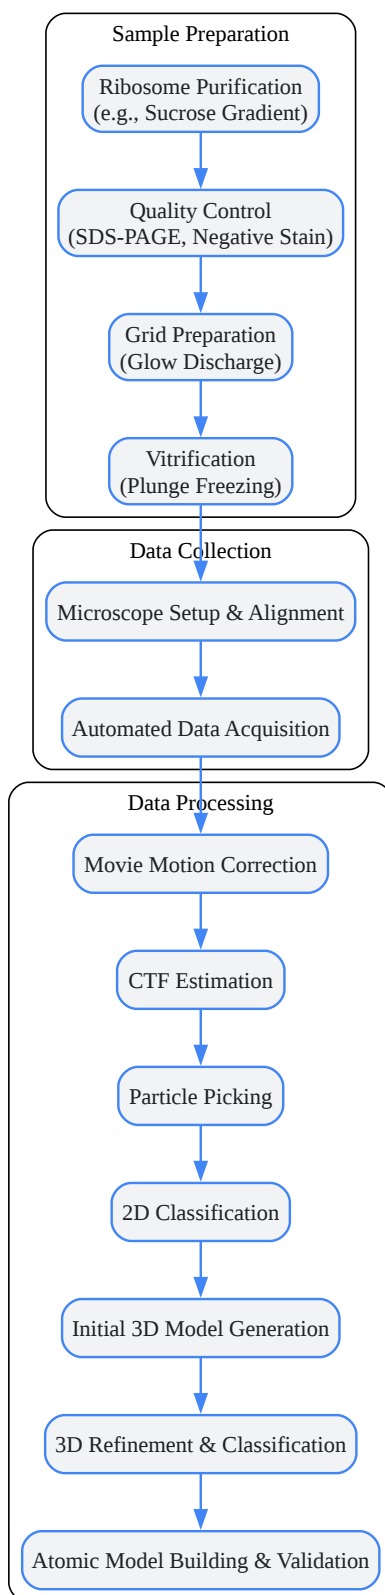 Sample Preparation
Ribosome Purification
(e.g., Sucrose Gradient)
Quality Control
(SDS-PAGE, Negative Stain)
Grid Preparation
(Glow Discharge)
Vitrification
(Plunge Freezing)
Data Collection
Microscope Setup & Alignment
Automated Data Acquisition
Data Processing
Movie Motion Correction
CTF Estimation
Particle Picking
2D Classification
Initial 3D Model Generation
3D Refinement & Classification
Atomic Model Building & Validation